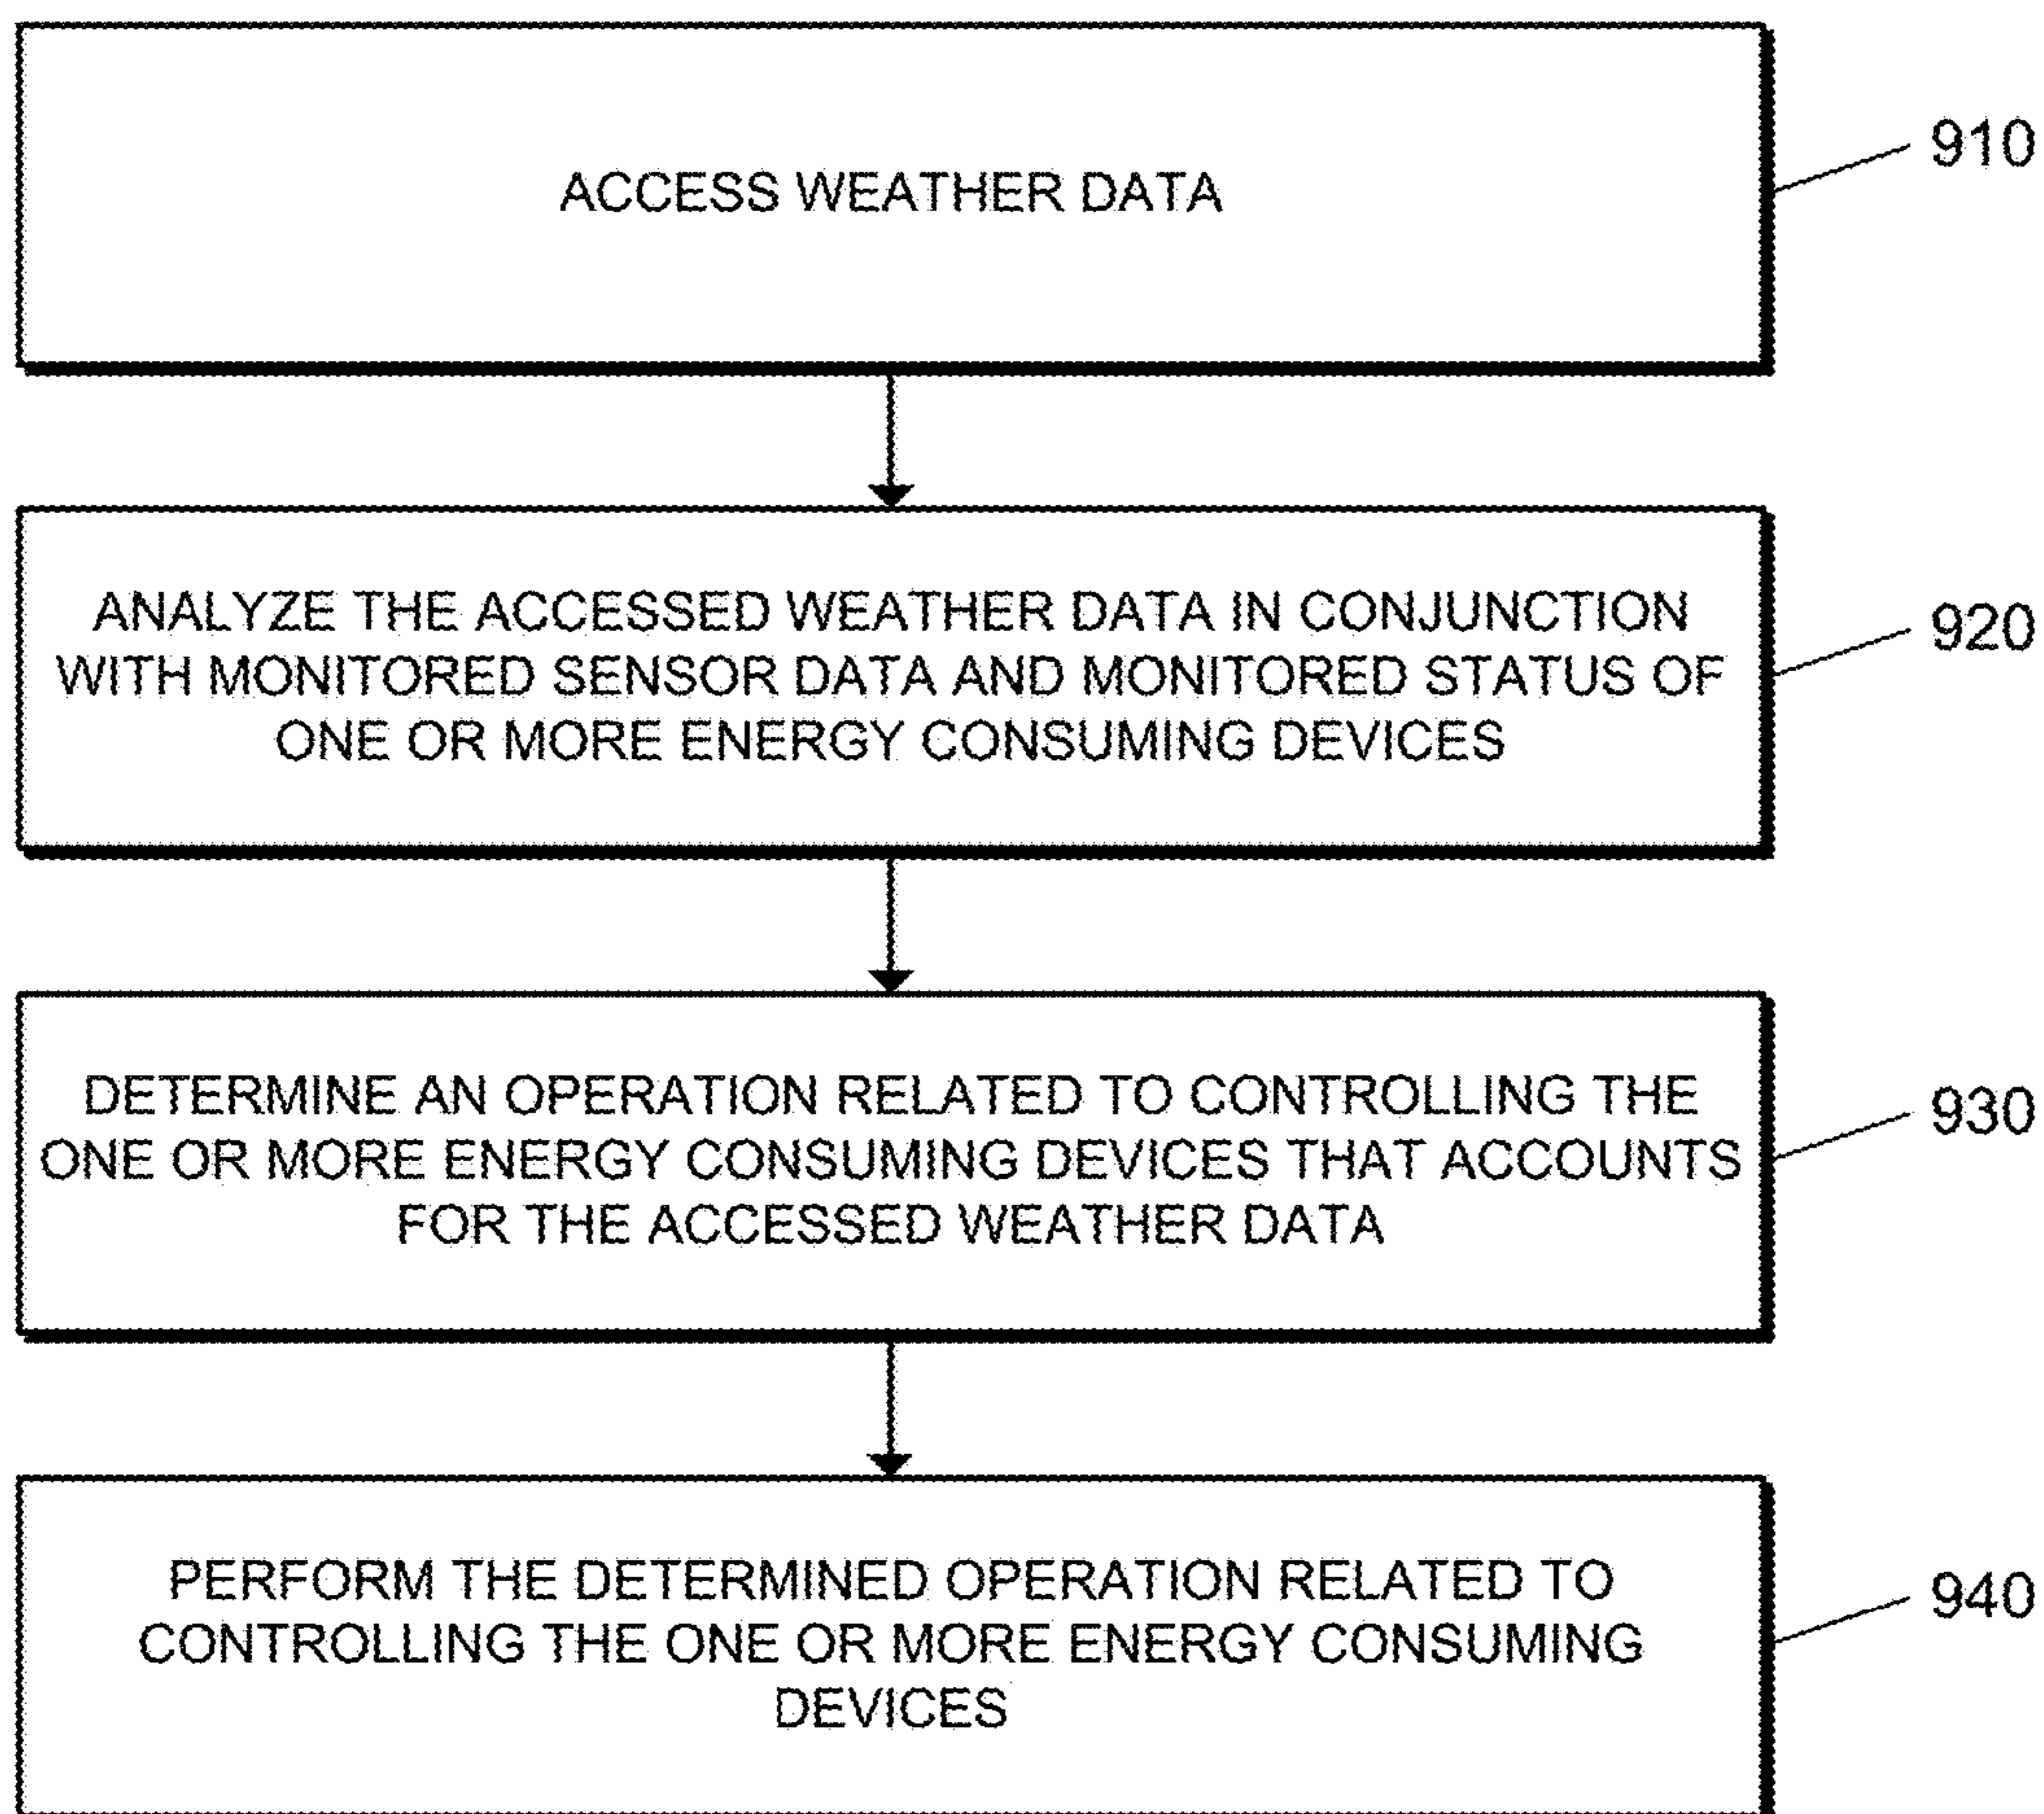 ACCESS WEATHER DATA
910
ANALYZE THE ACCESSED WEATHER DATA IN CONJUNCTION
WITH MONITORED SENSOR DATA AND MONITORED STATUS OF
ONE OR MORE ENERGY CONSUMING DEVICES
920
DETERMINE AN OPERATION RELATED TO CONTROLLING THE
ONE OR MORE ENERGY CONSUMING DEVICES THAT ACCOUNTS
FOR THE ACCESSED WEATHER DATA
930
PERFORM THE DETERMINED OPERATION RELATED TO
CONTROLLING THE ONE OR MORE ENERGY CONSUMING
DEVICES
940